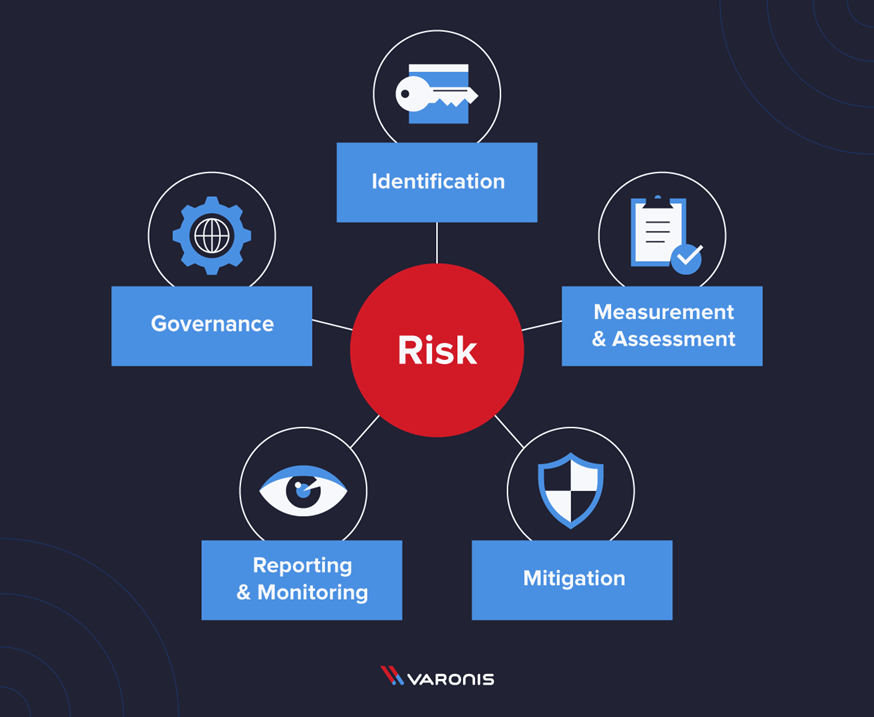 Identification
Governance
Measurement
& Assessment
Risk
Reporting
& Monitoring
Mitigation
VARONIS